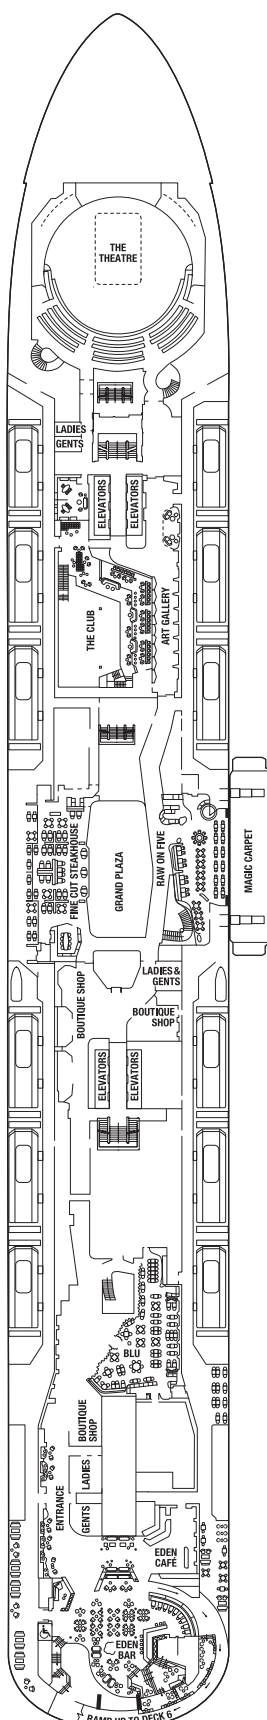 THE
THEATRE
LADIES
GENTS
ELEVATORS
ELEVATORS
THE CLUB
ART GALLERY
FINE CUT STEAKHOUSE
GRAND PLAZA
RAW ON FIVE
MAGIC CARPET
BOUTIQUE SHOP
LADIES &
GENTS
BOUTIQUE
SHOP
ELEVATORS
ELEVATORS
BLU
BOUTIQUE
SHOP
LADIES
GENTS
ENTRANCE
EDEN
CAFÉ
EDEN
BAR
RAMP UP TO DECK 6